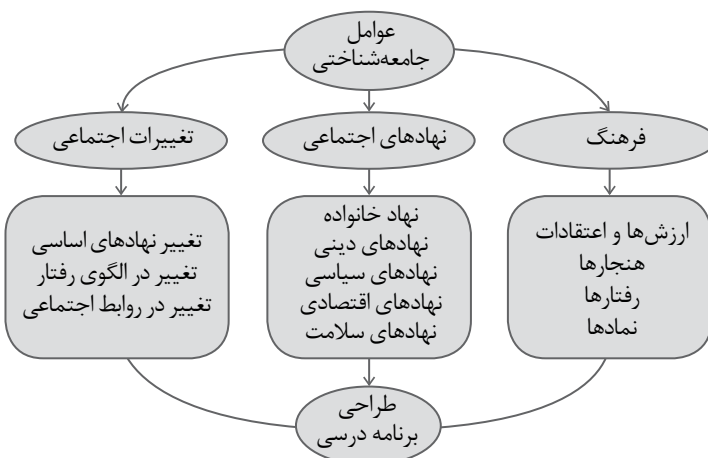 عوامل
جامعه‌شناختی
فرهنگ
نهادهای اجتماعی
تغییرات اجتماعی
ارزش‌ها و اعتقادات
هنجارها
رفتارها
نمادها
نهاد خانواده
نهادهای دینی
نهادهای سیاسی
نهادهای اقتصادی
نهادهای سلامت
تغییر نهادهای اساسی
تغییر در الگوی رفتار
تغییر در روابط اجتماعی
طراحی
برنامه درسی